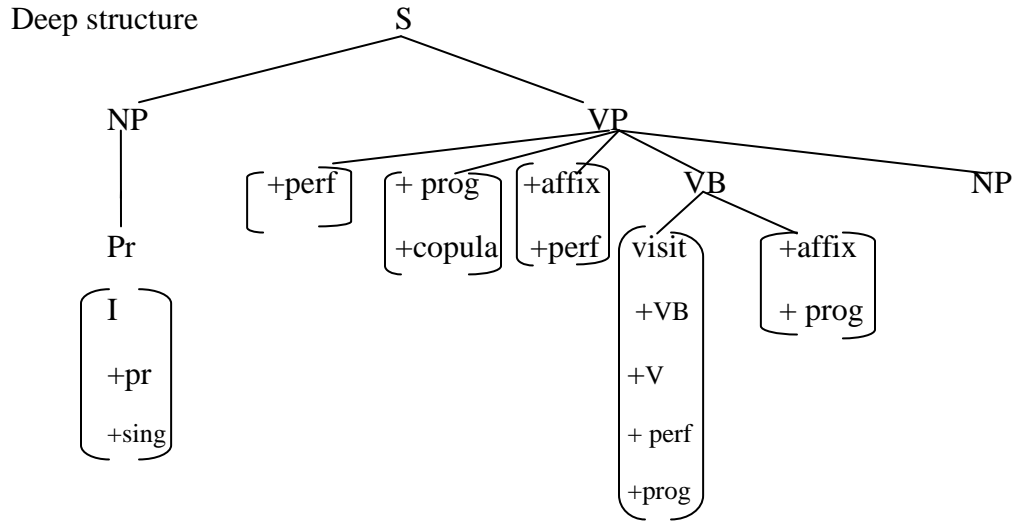 Deep structure S
NP VP
+perf + prog +affix VB NP
Pr +copula +perf visit +affix
I +VB + prog
+pr +V
+sing + perf
+prog